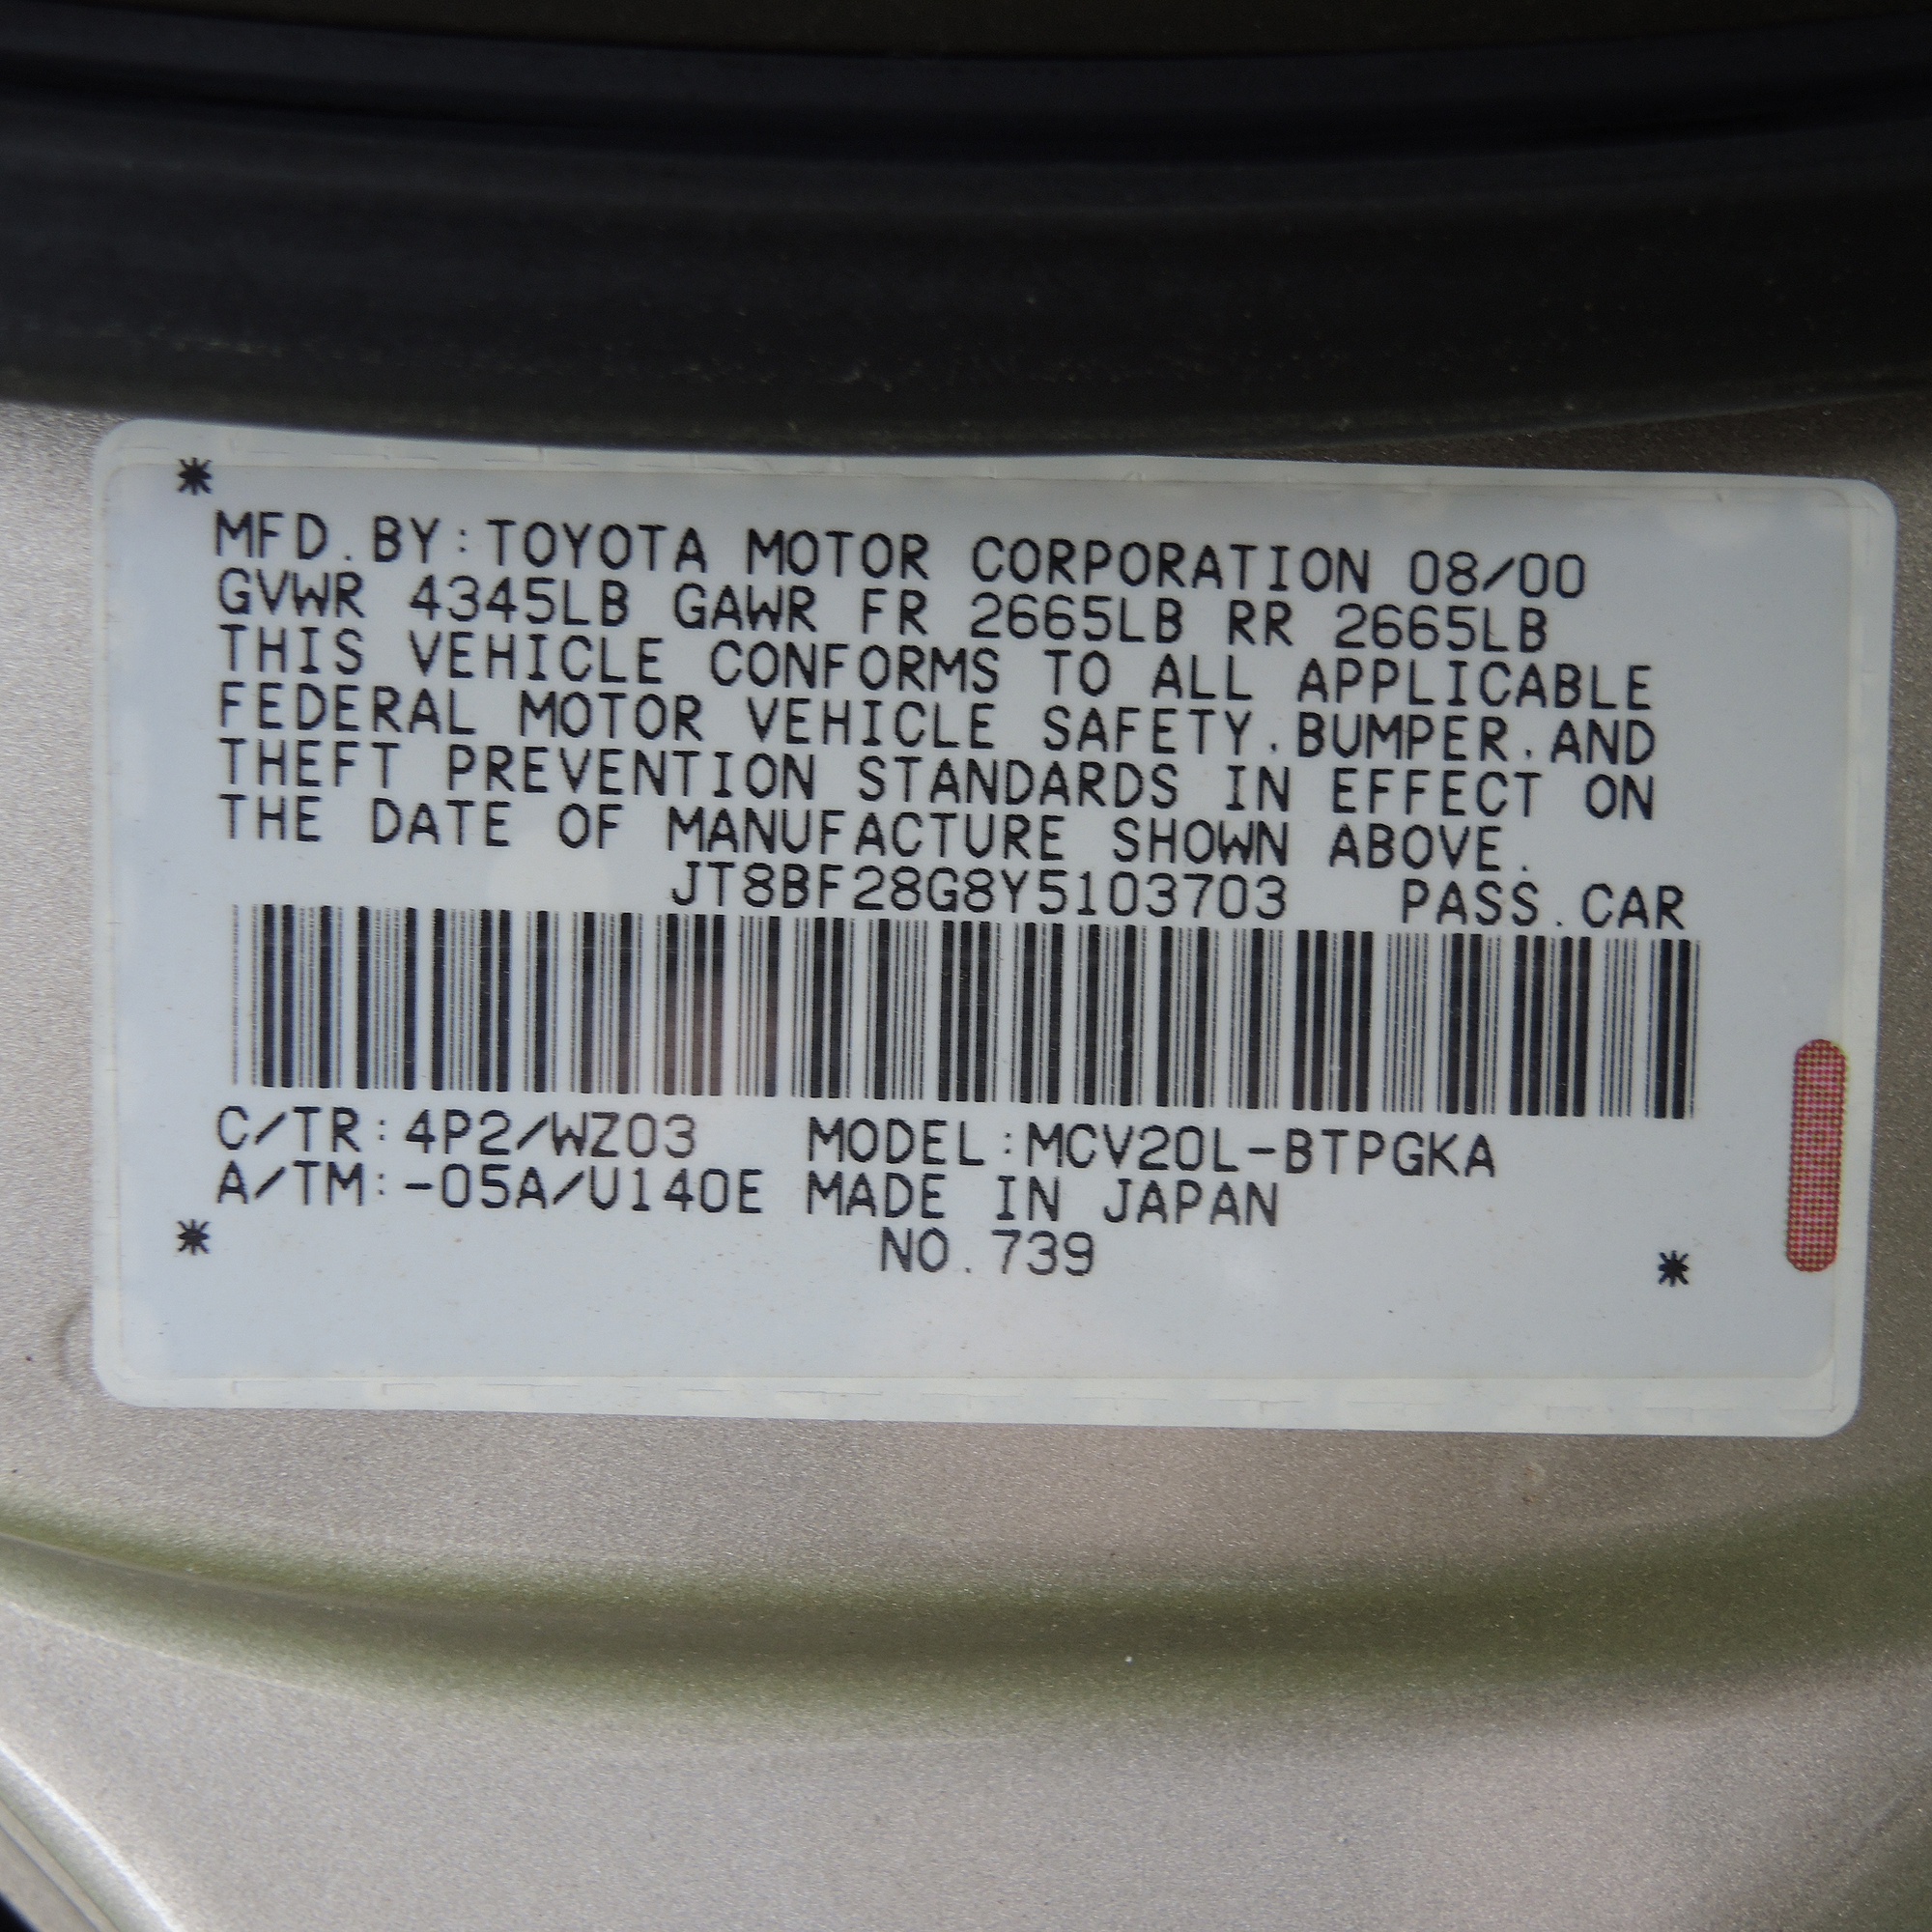 *
MFD.BY:TOYOTA MOTOR CORPORATION 08/00
GVWR 4345LB GAWR FR 2665LB RR 2665LB
THIS VEHICLE CONFORMS TO ALL APPLICABLE
FEDERAL MOTOR VEHICLE SAFETY,BUMPER,AND
THEFT PREVENTION STANDARDS IN EFFECT ON
THE DATE OF MANUFACTURE SHOWN ABOVE.
JT8BF28G8Y5103703 PASS.CAR
C/TR:4P2/WZ03 MODEL:MCV20L-BTPGKA
A/TM:-05A/U140E MADE IN JAPAN
* NO.739 *